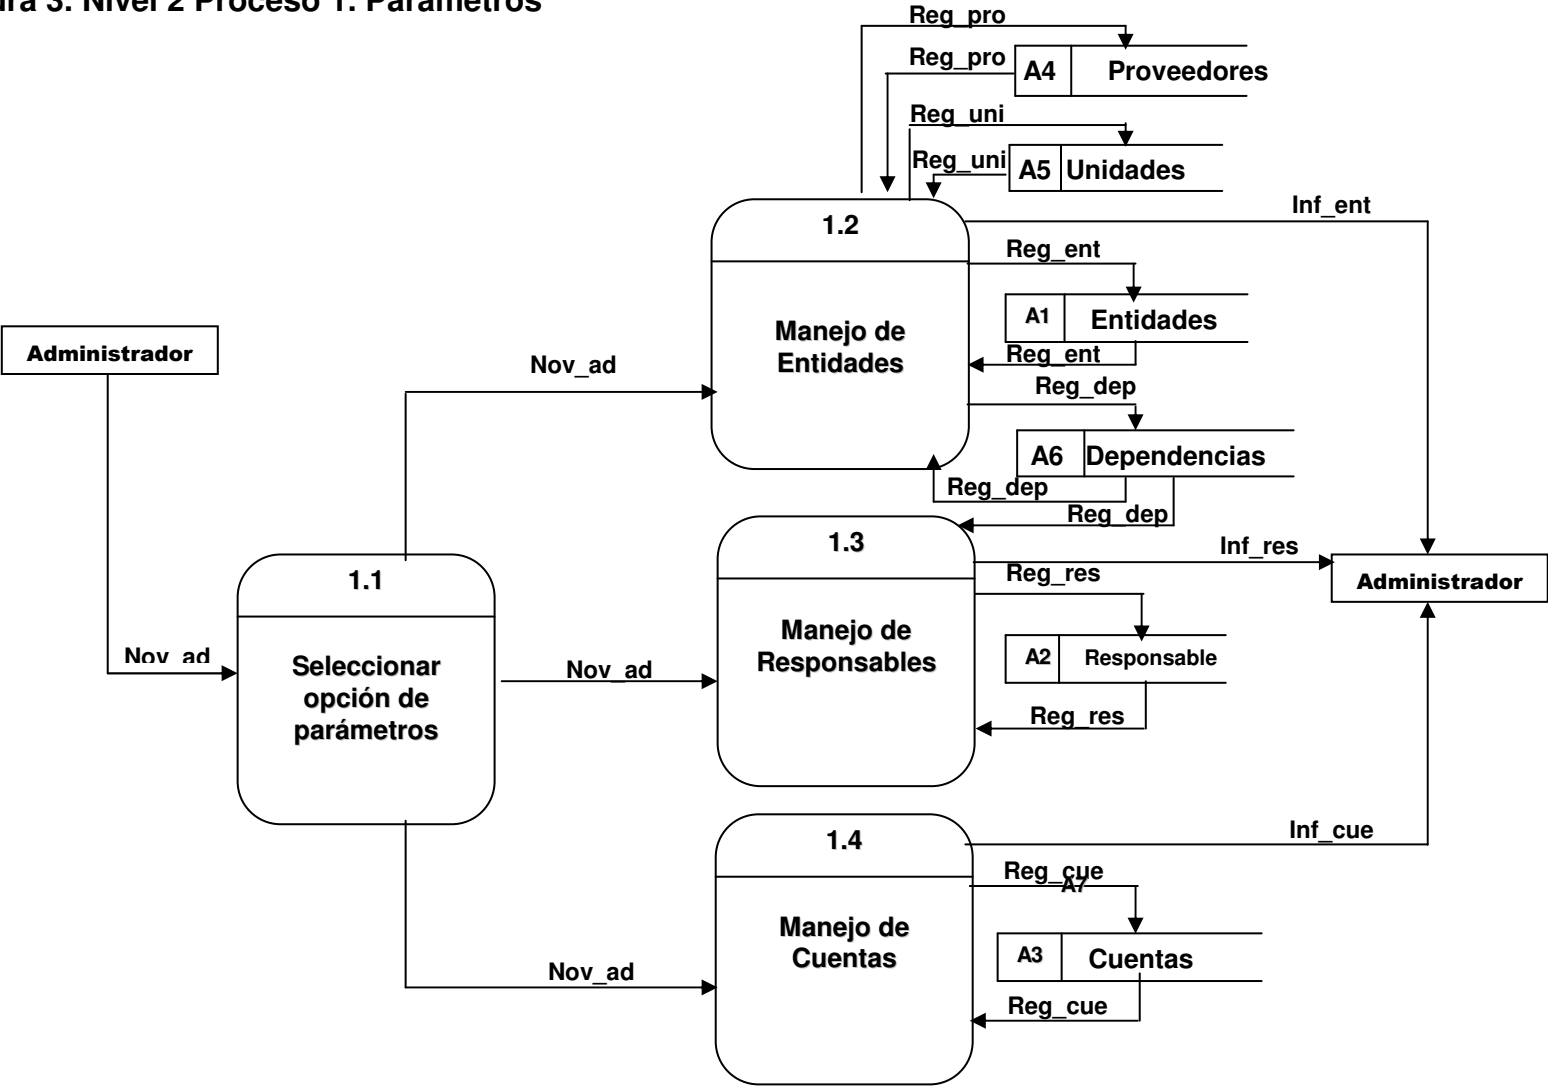 ura 3. Nivel 2 Proceso 1. Parámetros
Reg_pro
Reg_pro
A4 Proveedores
Reg_uni
Reg_uni
A5 Unidades
1.2
Inf_ent
Reg_ent
A1 Entidades
Manejo de
Entidades
Reg_ent
Administrador
Nov_ad
Reg_dep
A6 Dependencias
Reg_dep
Reg_dep
1.3
Inf_res
Reg_res
Administrador
1.1
Manejo de
Responsables
A2 Responsable
Nov_ad
Seleccionar
opción de
parámetros
Nov_ad
Reg_res
1.4
Inf_cue
Reg_cue
A7
Manejo de
Cuentas
A3 Cuentas
Nov_ad
Reg_cue